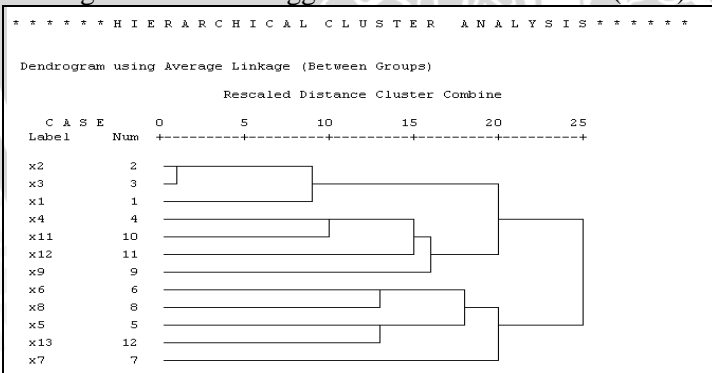 * * * * * * H I E R A R C H I C A L   C L U S T E R   A N A L Y S I S * * * * * *
Dendrogram using Average Linkage (Between Groups)
Rescaled Distance Cluster Combine
C A S E   0   5   10   15   20   25
Label   Num   +---------+---------+---------+---------+---------+
x2   2
x3   3
x1   1
x4   4
x11   10
x12   11
x9   9
x6   6
x8   8
x5   5
x13   12
x7   7